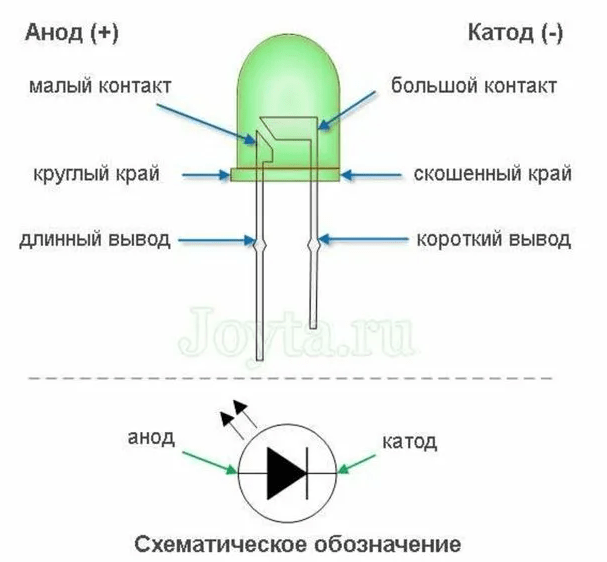 Анод (+)
Катод (-)
малый контакт
большой контакт
круглый край
скошенный край
длинный вывод
короткий вывод
Joyta.ru
анод
катод
Схематическое обозначение